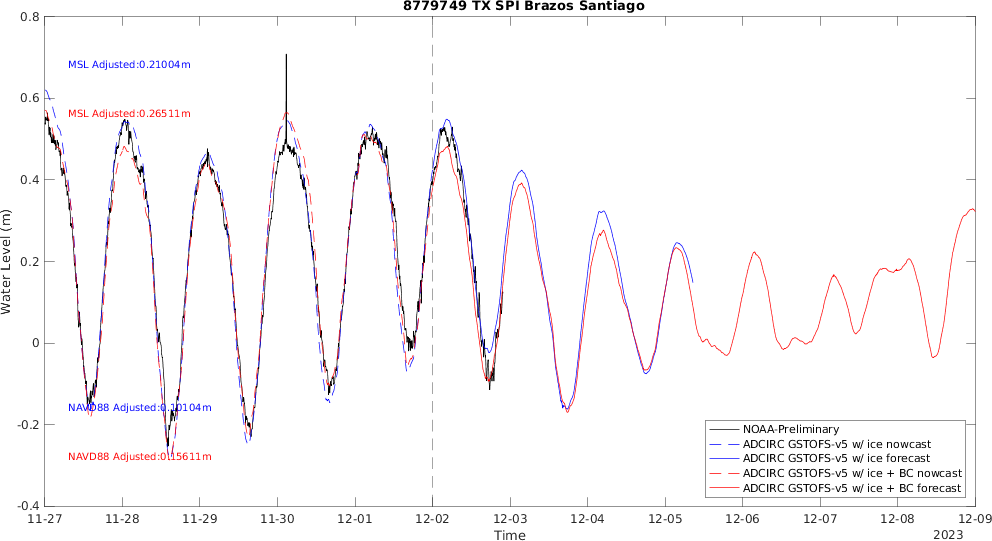 8779749 TX SPI Brazos Santiago
0.8
0.6
0.4
0.2
0
-0.2
-0.4
Water Level (m)
MSL Adjusted:0.21004m
MSL Adjusted:0.26511m
NAVD88 Adjusted:0.10104m
NAVD88 Adjusted:0.15611m
NOAA-Preliminary
ADCIRC GSTOFS-v5 w/ ice nowcast
ADCIRC GSTOFS-v5 w/ ice forecast
ADCIRC GSTOFS-v5 w/ ice + BC nowcast
ADCIRC GSTOFS-v5 w/ ice + BC forecast
11-27 11-28 11-29 11-30 12-01 12-02 12-03 12-04 12-05 12-06 12-07 12-08 12-09
Time
2023